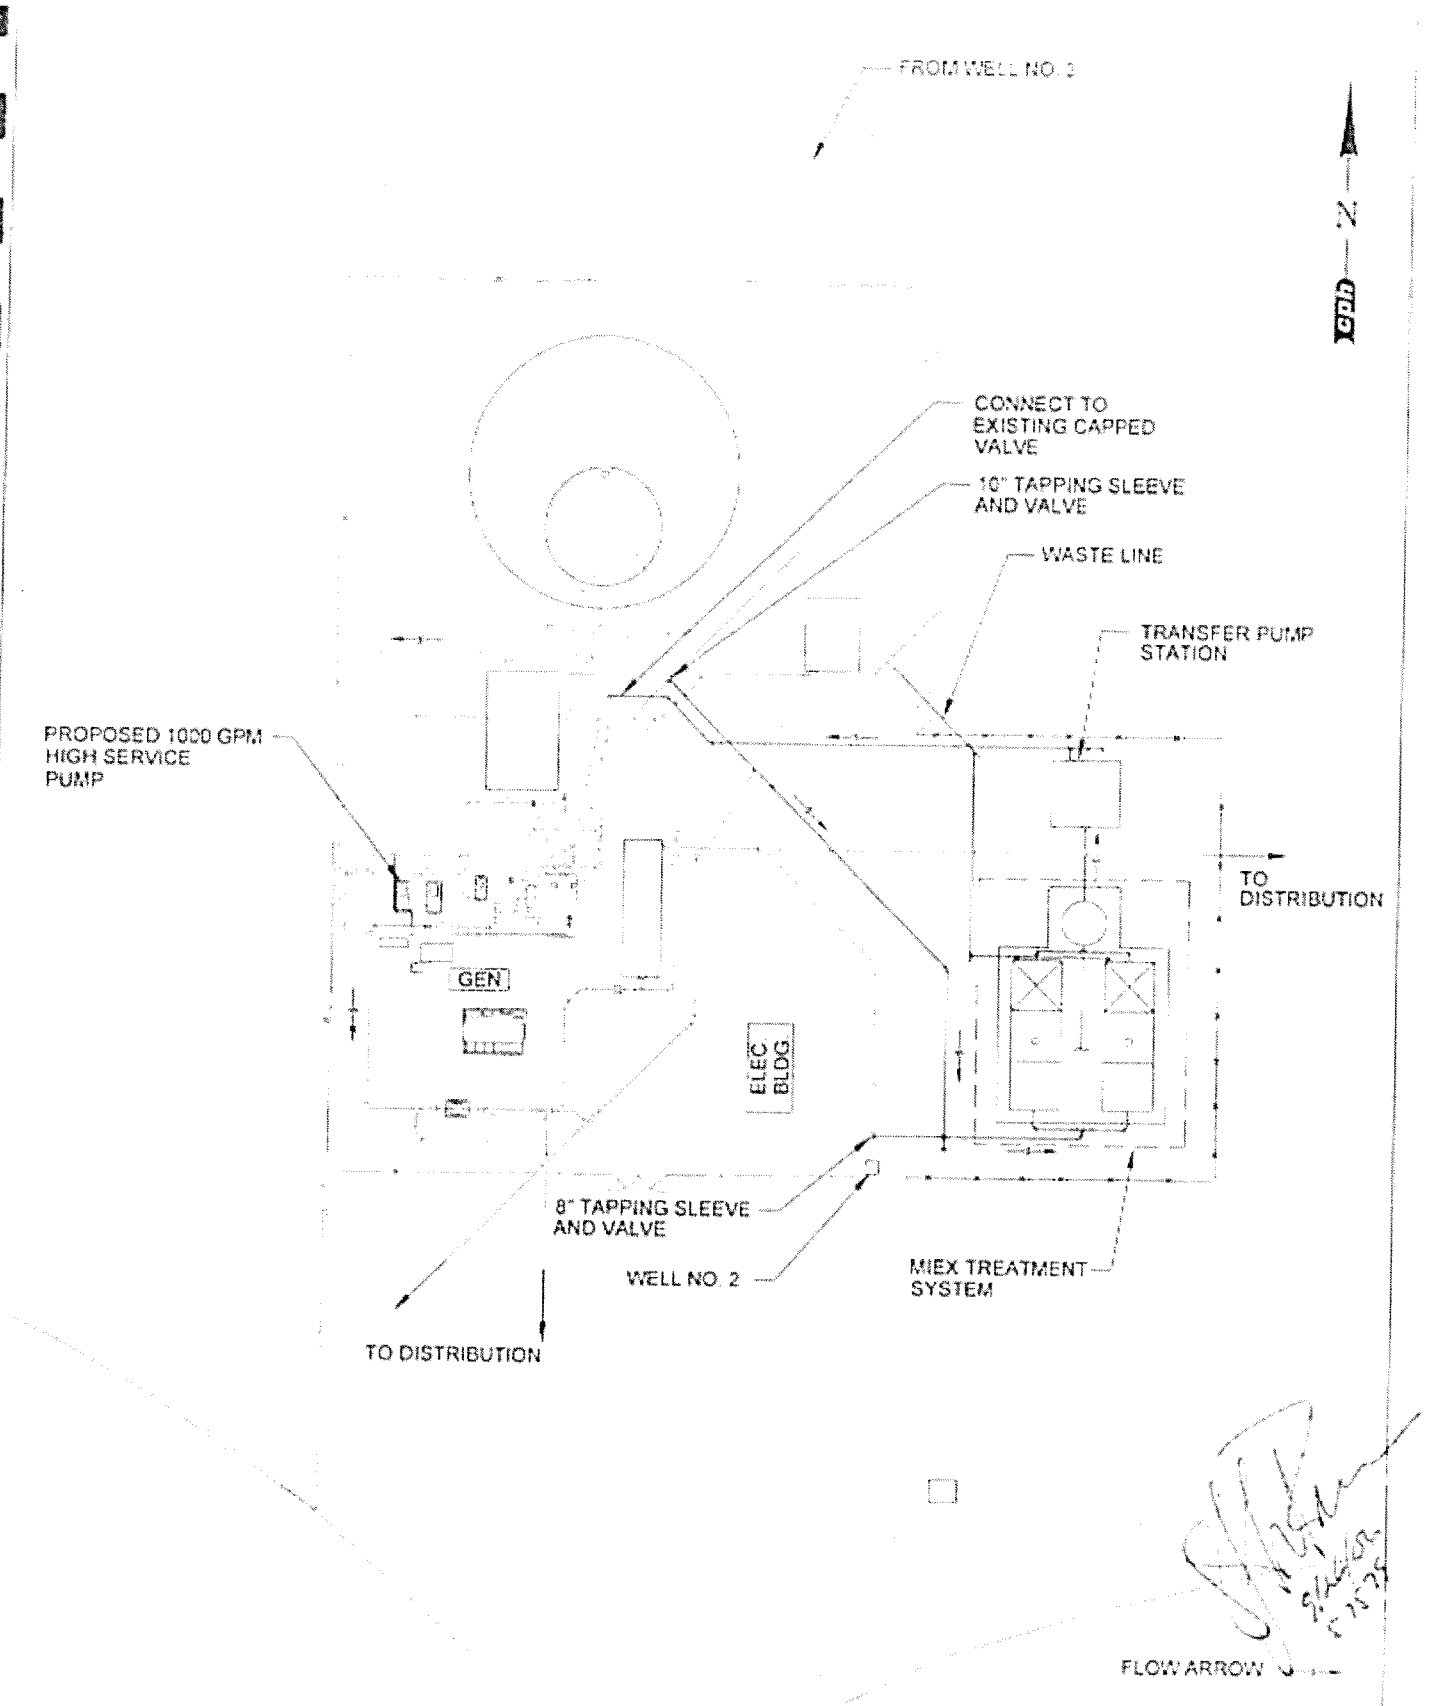 FROM WELL NO. 3
N
cph
CONNECT TO
EXISTING CAPPED
VALVE
10" TAPPING SLEEVE
AND VALVE
WASTE LINE
TRANSFER PUMP
STATION
PROPOSED 1000 GPM
HIGH SERVICE
PUMP
TO
DISTRIBUTION
GEN
ELEC.
BLDG
8" TAPPING SLEEVE
AND VALVE
WELL NO. 2
MIEX TREATMENT
SYSTEM
TO DISTRIBUTION
FLOW ARROW